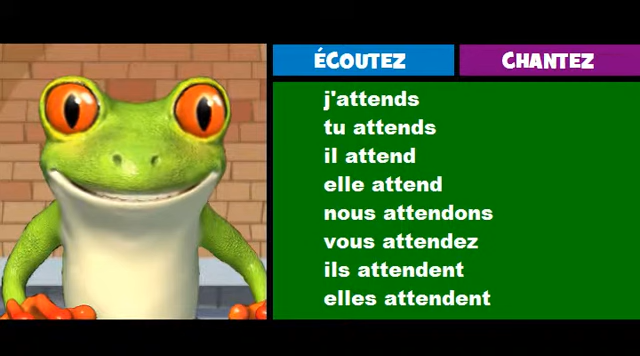 ÉCOUTEZ
CHANTEZ
j'attends
tu attends
il attend
elle attend
nous attendons
vous attendez
ils attendent
elles attendent